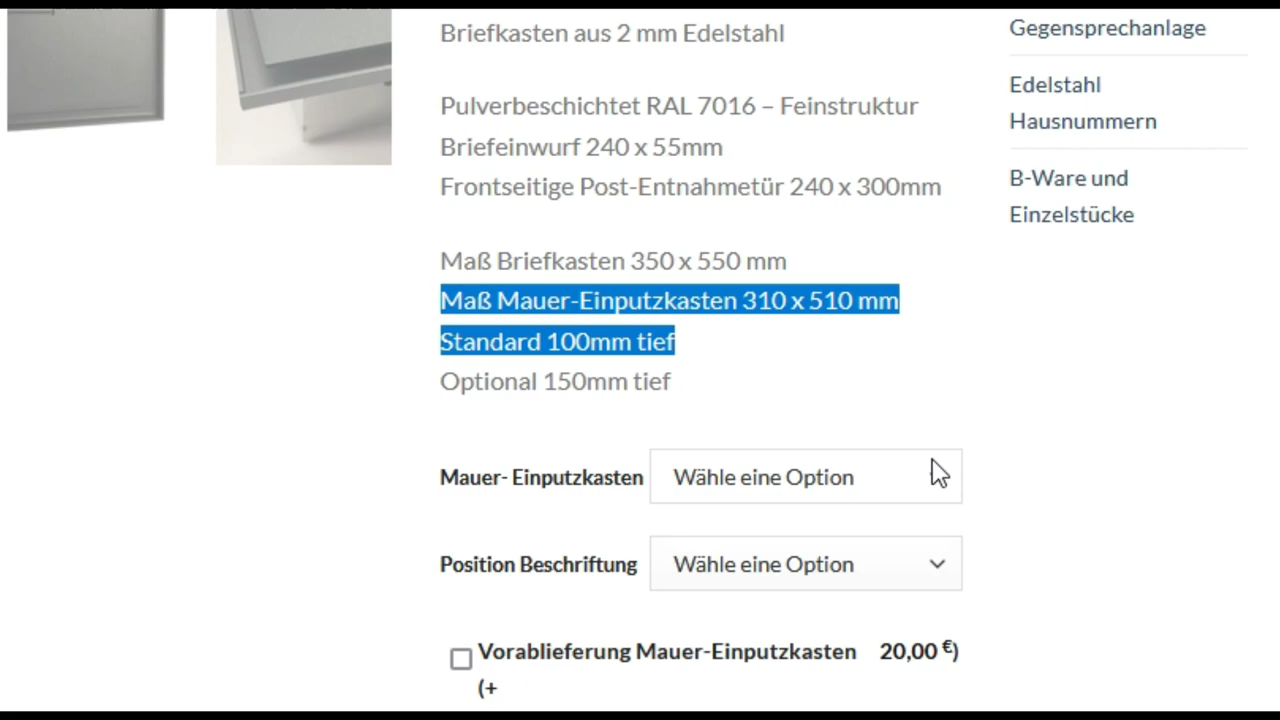 Briefkasten aus 2 mm Edelstahl
Pulverbeschichtet RAL 7016 – Feinstruktur
Briefeinwurf 240 x 55mm
Frontseitige Post-Entnahmetür 240 x 300mm
Maß Briefkasten 350 x 550 mm
Maß Mauer-Einputzkasten 310 x 510 mm
Standard 100mm tief
Optional 150mm tief
Mauer- Einputzkasten Wähle eine Option
Position Beschriftung Wähle eine Option
Vorablieferung Mauer-Einputzkasten 20,00 €)
(+
Gegensprechanlage
Edelstahl
Hausnummern
B-Ware und
Einzelstücke